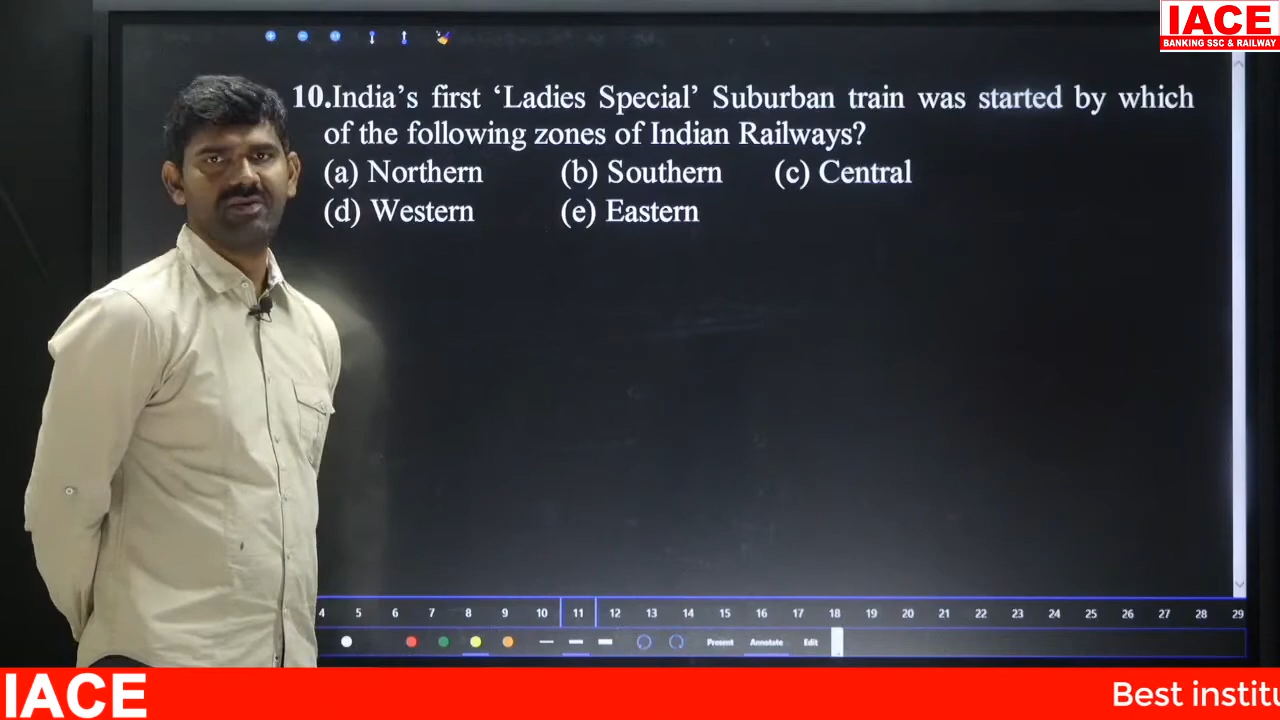 IACE
BANKING SSC & RAILWAY
10.India’s first ‘Ladies Special’ Suburban train was started by which
of the following zones of Indian Railways?
(a) Northern (b) Southern (c) Central
(d) Western (e) Eastern
4 5 6 7 8 9 10 11 12 13 14 15 16 17 18 19 20 21 22 23 24 25 26 27 28 29
Present Annotate Edit
IACE Best institu